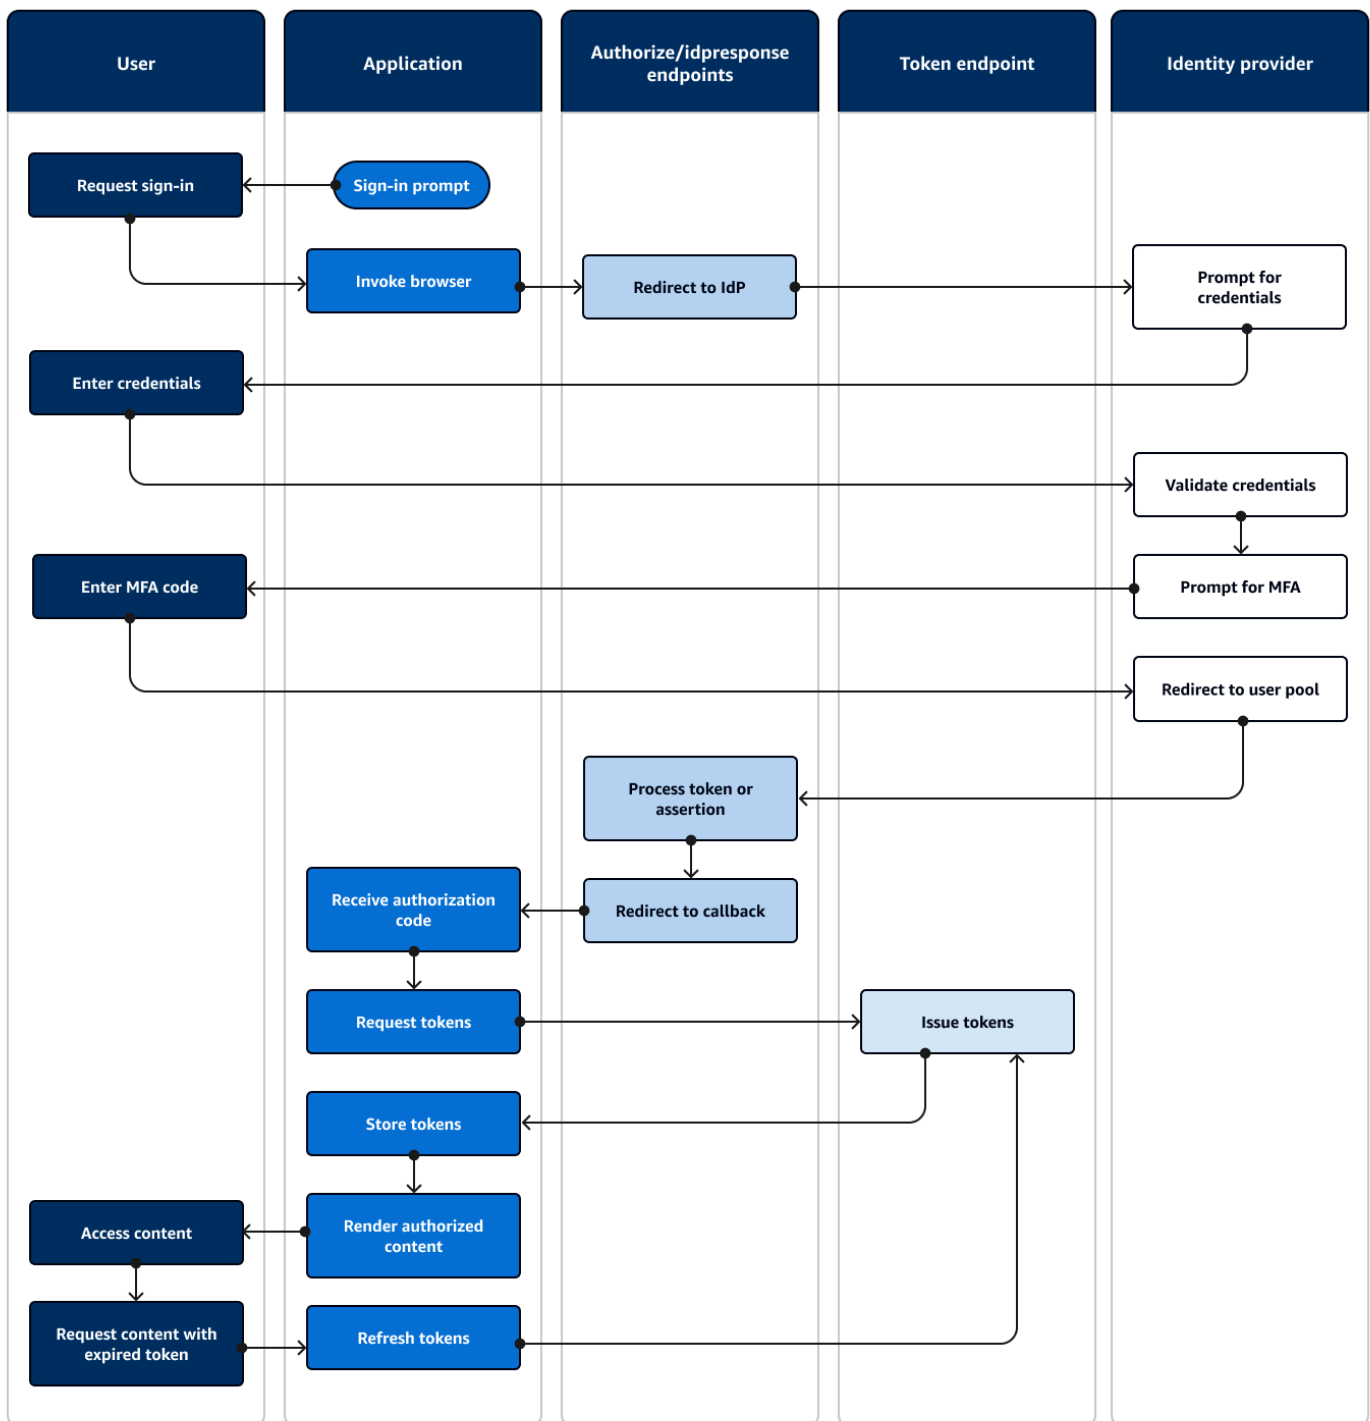 User
Application
Authorize/idpresponse
endpoints
Token endpoint
Identity provider
Request sign-in
Sign-in prompt
Invoke browser
Redirect to IdP
Prompt for
credentials
Enter credentials
Validate credentials
Enter MFA code
Prompt for MFA
Redirect to user pool
Process token or
assertion
Receive authorization
code
Redirect to callback
Request tokens
Issue tokens
Store tokens
Access content
Render authorized
content
Request content with
expired token
Refresh tokens